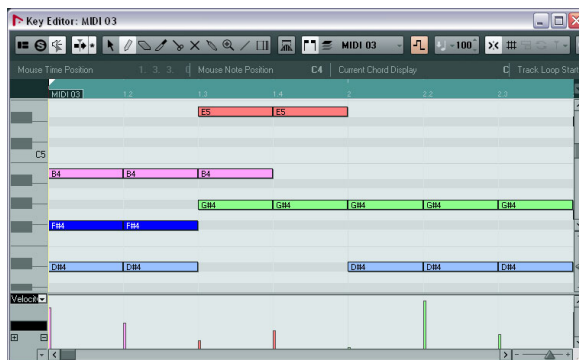 Key Editor: MIDI 03
MIDI 03 -100
Mouse Time Position 1. 3. 3. Mouse Note Position C4 Current Chord Display C Track Loop Start
MIDI 03 1.2 1.3 1.4 2 2.2 2.3
E5 E5
C5
B4 B4 B4
G#4 G#4 G#4 G#4 G#4
F#4 F#4
D#4 D#4 D#4 D#4 D#4
Velocit